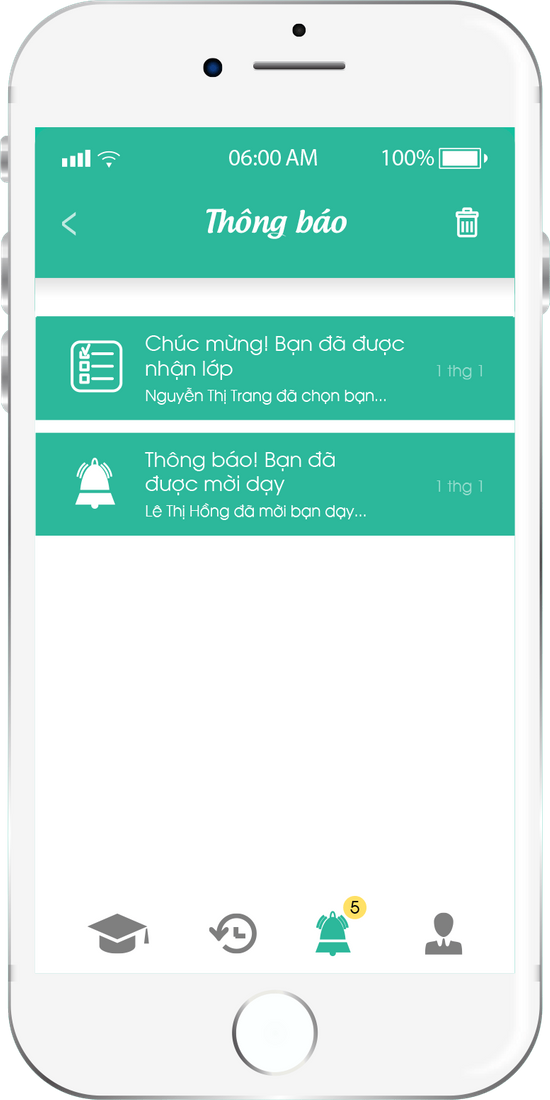 06:00 AM 100%
Thông báo
Chúc mừng! Bạn đã được
nhận lớp
1 thg 1
Nguyễn Thị Trang đã chọn bạn...
Thông báo! Bạn đã
được mời dạy
1 thg 1
Lê Thị Hồng đã mời bạn dạy...
5